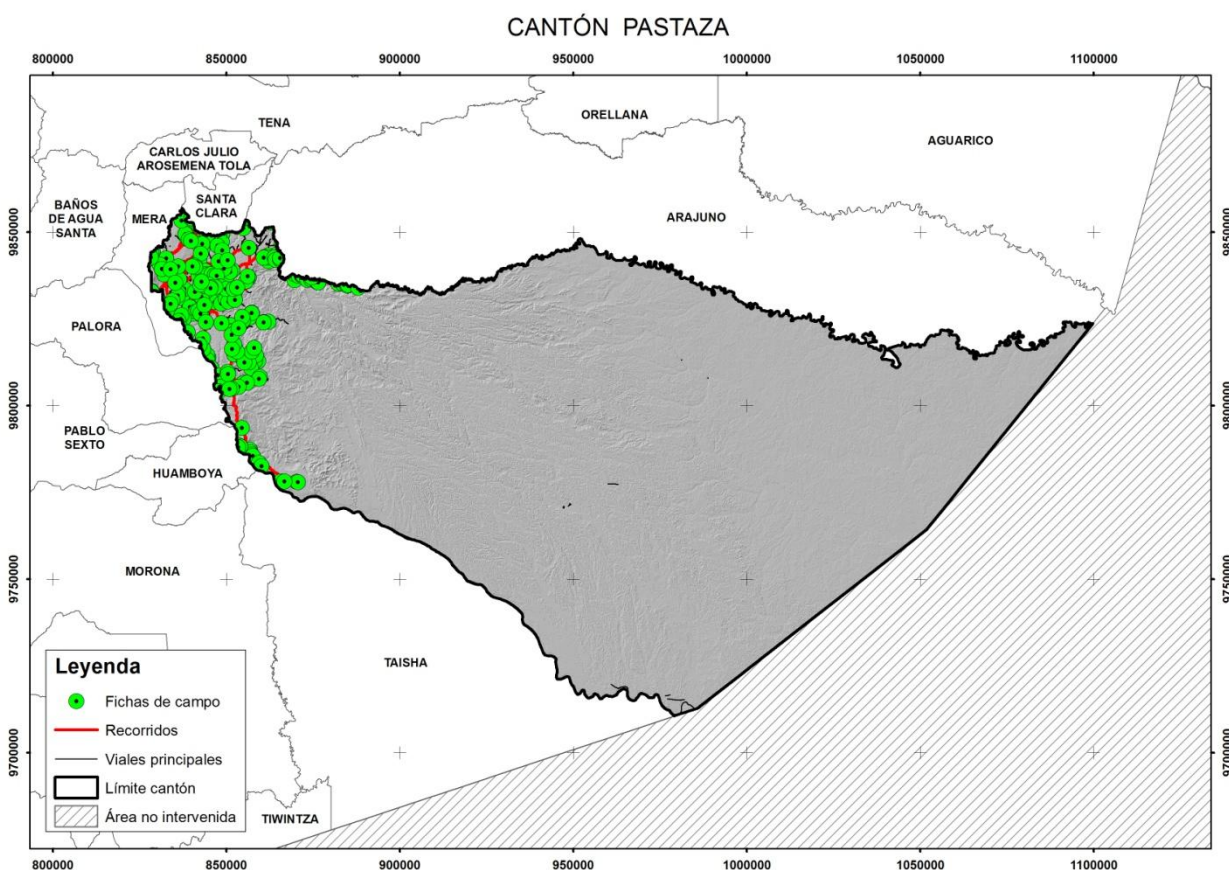 CANTÓN PASTAZA
800000 850000 900000 950000 1000000 1050000 1100000
TENA
ORELLANA
AGUARICO
CARLOS JULIO
AROSEMENA TOLA
BAÑOS
DE AGUA
SANTA
MERA
SANTA
CLARA
ARAJUNO
9850000 9850000
PALORA
9800000 9800000
PABLO
SEXTO
HUAMBOYA
MORONA
9750000 9750000
TAISHA
9700000 9700000
TIWINTZA
Leyenda
Fichas de campo
Recorridos
Viales principales
Límite cantón
Área no intervenida
800000 850000 900000 950000 1000000 1050000 1100000